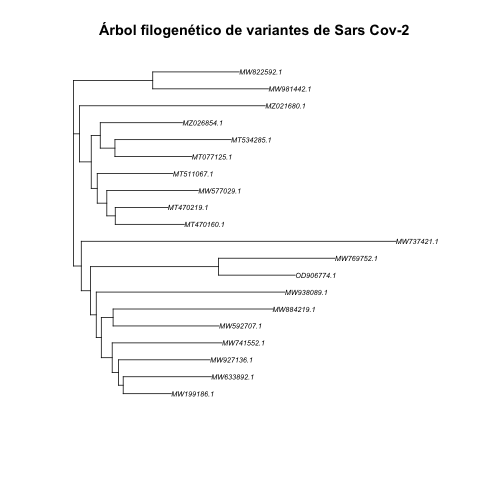 Árbol filogenético de variantes de Sars Cov-2
MW822592.1
MW981442.1
MZ021680.1
MZ026854.1
MT534285.1
MT077125.1
MT511067.1
MW577029.1
MT470219.1
MT470160.1
MW737421.1
MW769752.1
OD906774.1
MW938089.1
MW884219.1
MW592707.1
MW741552.1
MW927136.1
MW633892.1
MW199186.1